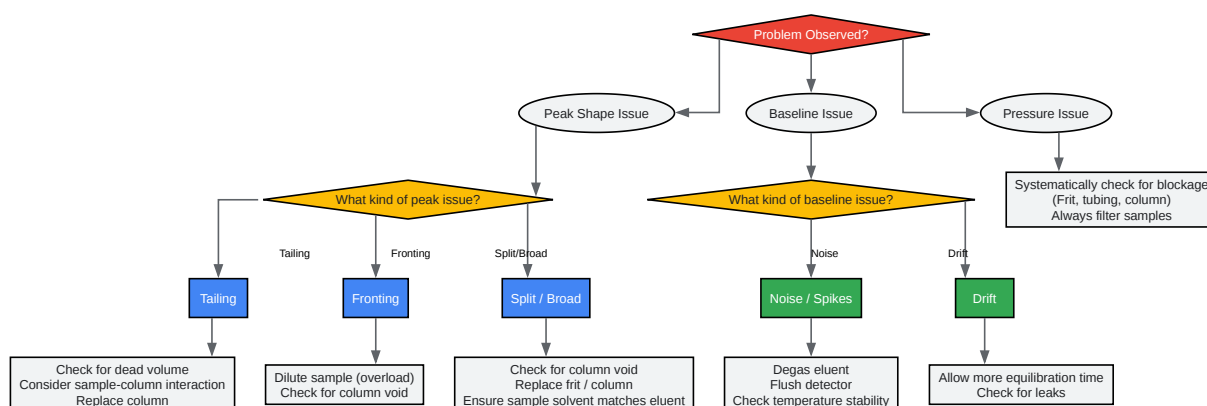 Problem Observed?
Peak Shape Issue
Baseline Issue
Pressure Issue
What kind of peak issue?
What kind of baseline issue?
Systematically check for blockage
(Frit, tubing, column)
Always filter samples
Tailing
Fronting
Split/Broad
Noise
Drift
Tailing
Fronting
Split / Broad
Noise / Spikes
Drift
Check for dead volume
Consider sample-column interaction
Replace column
Dilute sample (overload)
Check for column void
Check for column void
Replace frit / column
Ensure sample solvent matches eluent
Degas eluent
Flush detector
Check temperature stability
Allow more equilibration time
Check for leaks